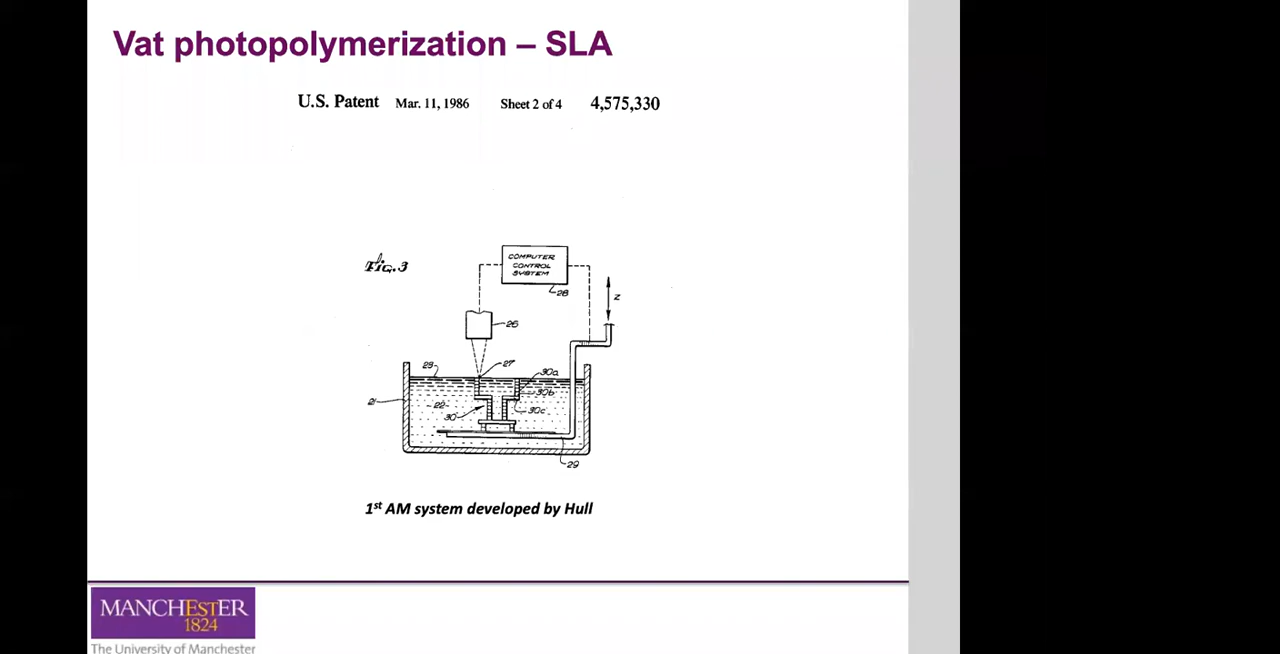 Vat photopolymerization – SLA
U.S. Patent Mar. 11, 1986 Sheet 2 of 4 4,575,330
Fig. 3
COMPUTER
CONTROL
SYSTEM
28
Z
26
27
23
30a
30b
21
22
30
30c
29
1st AM system developed by Hull
MANCHESTER
1824
The University of Manchester